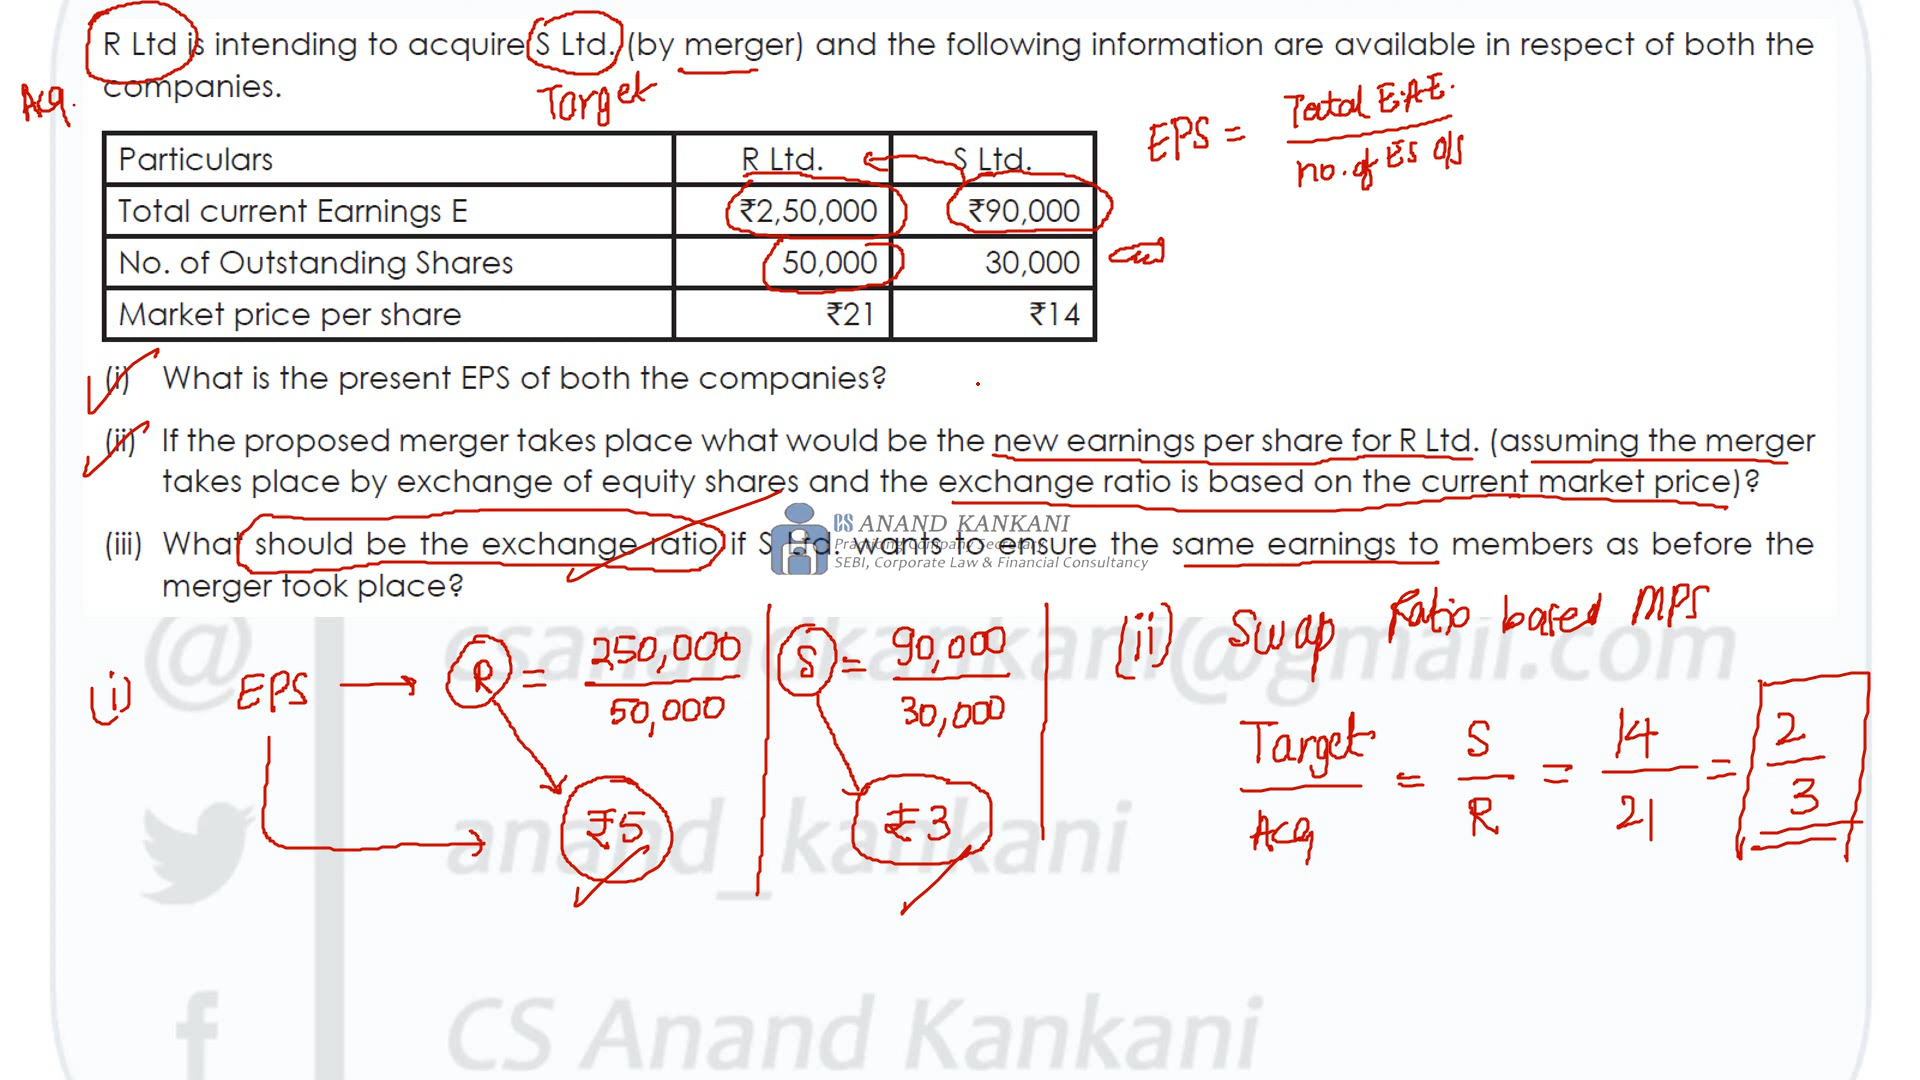 R Ltd is intending to acquire S Ltd. (by merger) and the following information are available in respect of both the
companies.
Acq.
Target
EPS = Total E.A.E. / no. of ES O/S
Particulars R Ltd. S Ltd.
Total current Earnings E ₹2,50,000 ₹90,000
No. of Outstanding Shares 50,000 30,000
Market price per share ₹21 ₹14
(i) What is the present EPS of both the companies?
(ii) If the proposed merger takes place what would be the new earnings per share for R Ltd. (assuming the merger
takes place by exchange of equity shares and the exchange ratio is based on the current market price)?
CS ANAND KANKANI
Practising Company Secretary
SEBI, Corporate Law & Financial Consultancy
(iii) What should be the exchange ratio if S Ltd. wants to ensure the same earnings to members as before the
merger took place?
(i) EPS → R = 250,000 / 50,000
₹5
S = 90,000 / 30,000
₹3
(ii) Swap Ratio based MPS
Target / Acq = S / R = 14 / 21 = 2 / 3
@ csanandkankani@gmail.com
anand_kankani
CS Anand Kankani